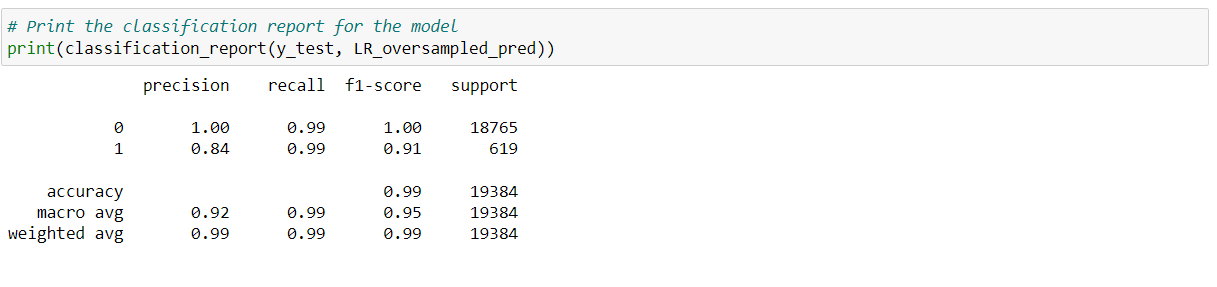 # Print the classification report for the model
print(classification_report(y_test, LR_oversampled_pred))
precision recall f1-score support
0 1.00 0.99 1.00 18765
1 0.84 0.99 0.91 619
accuracy 0.99 19384
macro avg 0.92 0.99 0.95 19384
weighted avg 0.99 0.99 0.99 19384